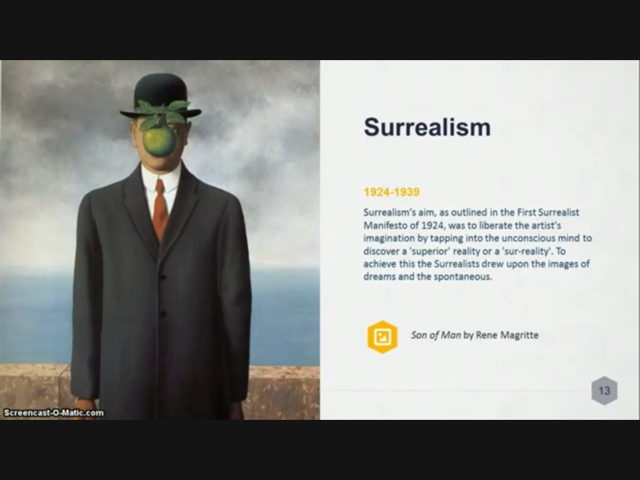 Surrealism
1924-1939
Surrealism's aim, as outlined in the First Surrealist
Manifesto of 1924, was to liberate the artist's
imagination by tapping into the unconscious mind to
discover a 'superior' reality or a 'sur-reality'. To
achieve this the Surrealists drew upon the images of
dreams and the spontaneous.
Son of Man by Rene Magritte
13
Screencast-O-Matic.com